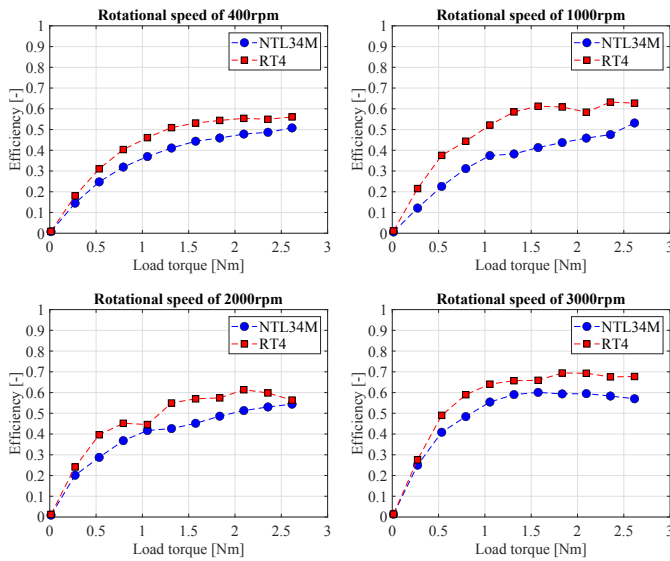 Rotational speed of 400rpm
1
0.9
0.8
0.7
0.6
0.5
0.4
0.3
0.2
0.1
0
Efficiency [-]
NTL34M
RT4
0 0.5 1 1.5 2 2.5 3
Load torque [Nm]
Rotational speed of 1000rpm
1
0.9
0.8
0.7
0.6
0.5
0.4
0.3
0.2
0.1
0
Efficiency [-]
NTL34M
RT4
0 0.5 1 1.5 2 2.5 3
Load torque [Nm]
Rotational speed of 2000rpm
1
0.9
0.8
0.7
0.6
0.5
0.4
0.3
0.2
0.1
0
Efficiency [-]
NTL34M
RT4
0 0.5 1 1.5 2 2.5 3
Load torque [Nm]
Rotational speed of 3000rpm
1
0.9
0.8
0.7
0.6
0.5
0.4
0.3
0.2
0.1
0
Efficiency [-]
NTL34M
RT4
0 0.5 1 1.5 2 2.5 3
Load torque [Nm]